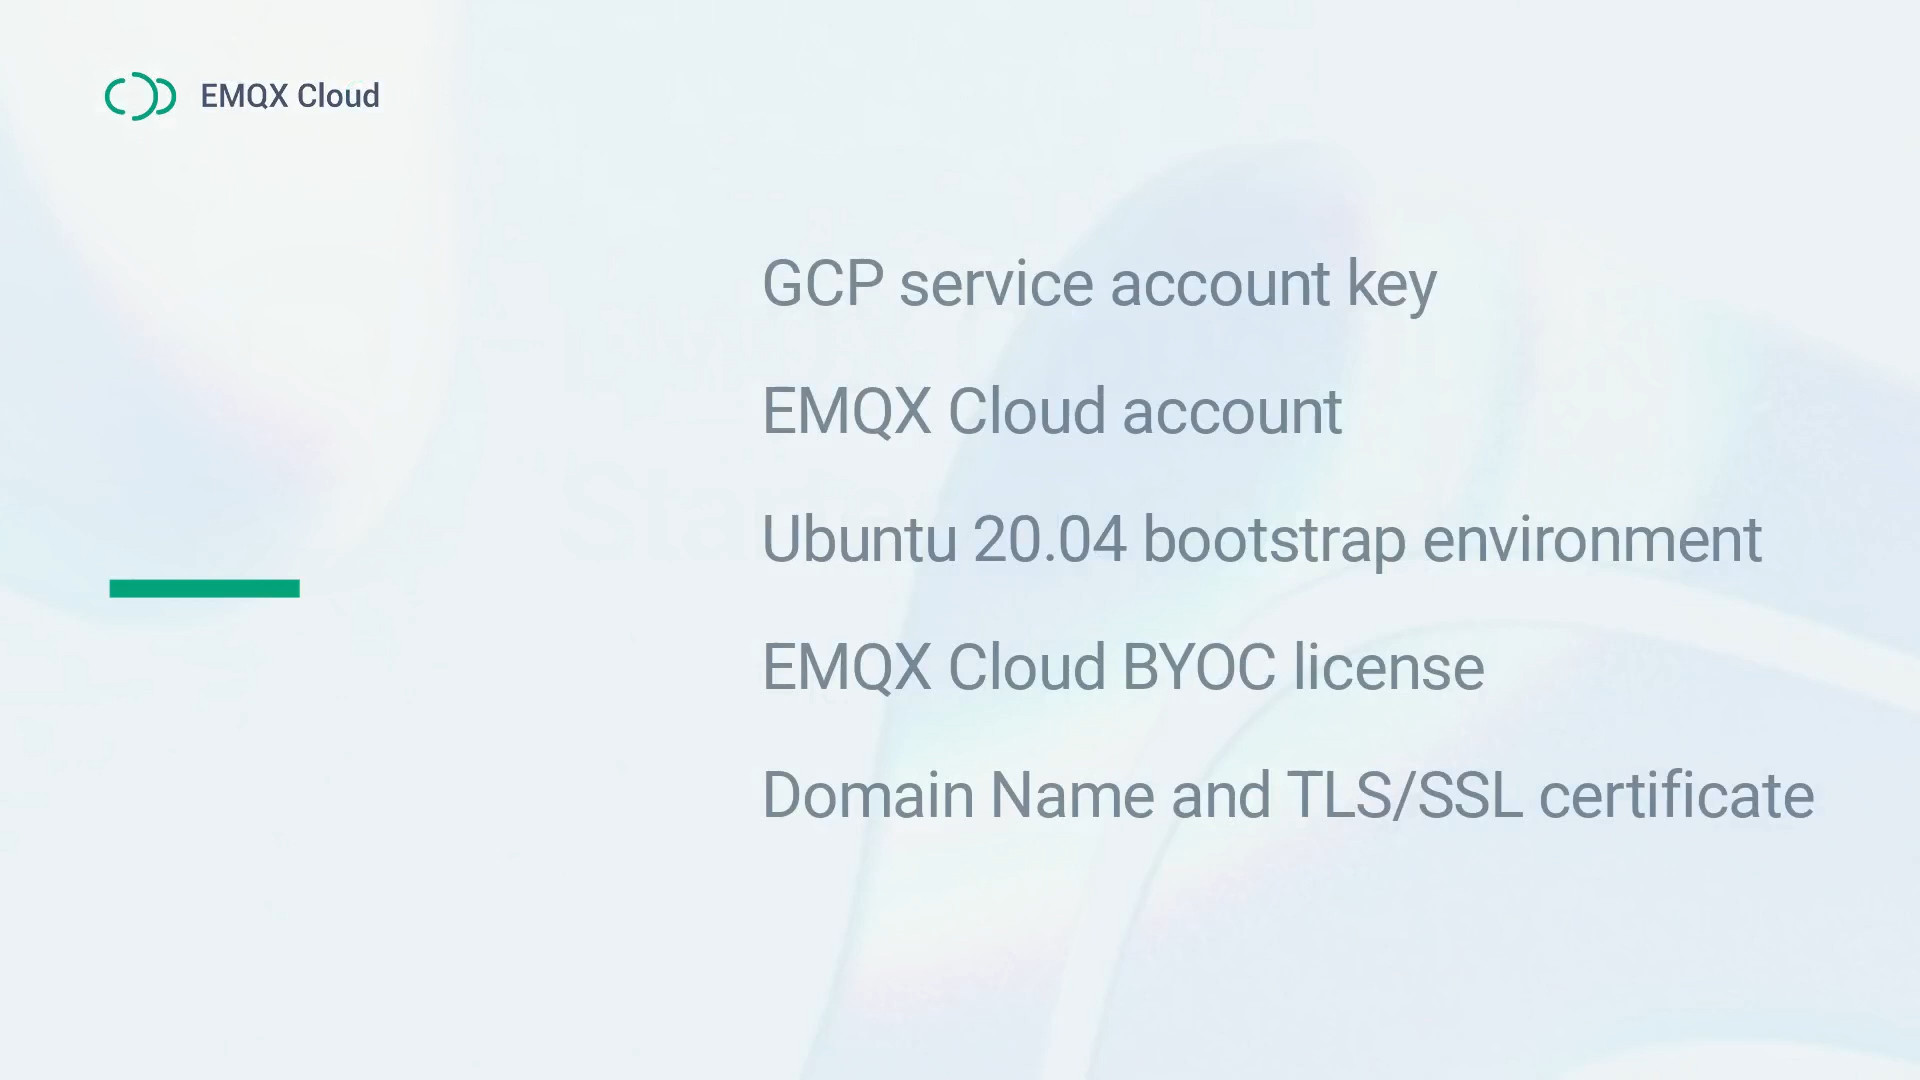 EMQX Cloud
GCP service account key
EMQX Cloud account
Ubuntu 20.04 bootstrap environment
EMQX Cloud BYOC license
Domain Name and TLS/SSL certificate